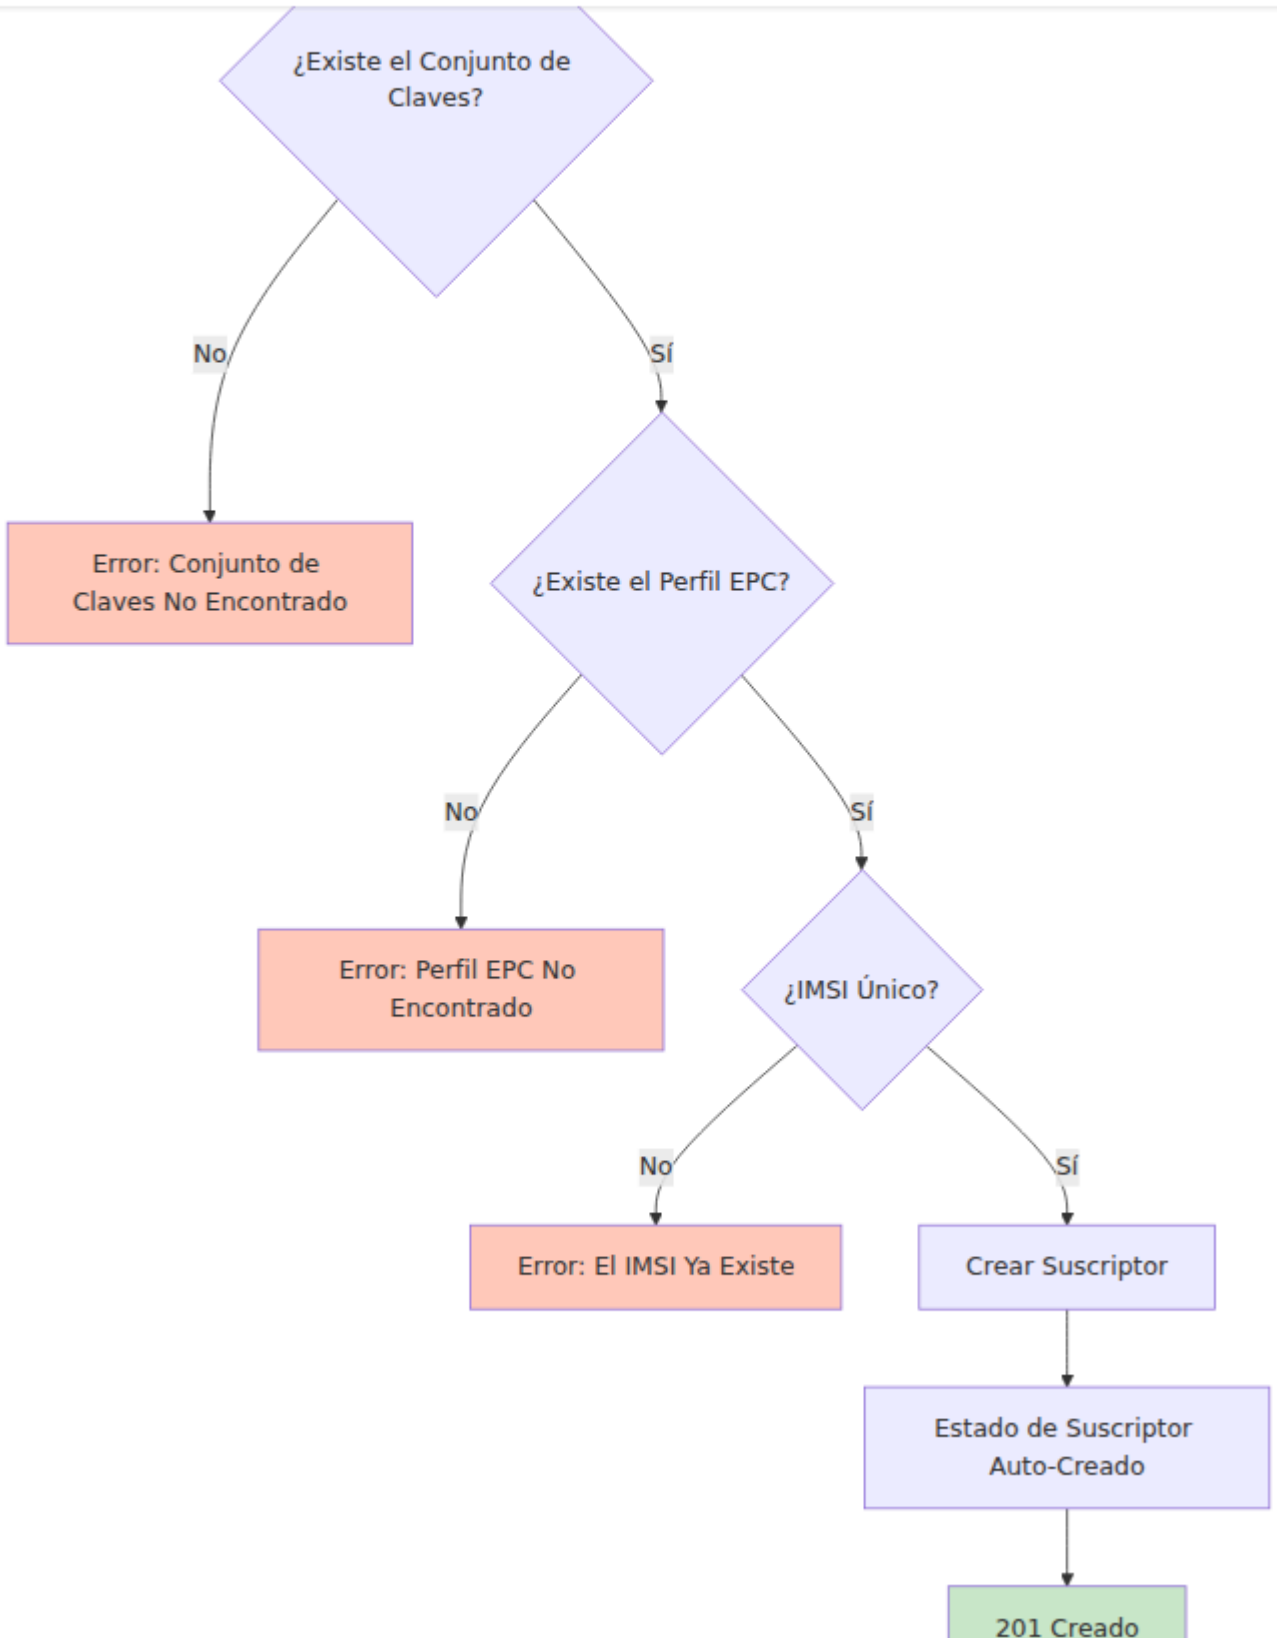 ¿Existe el Conjunto de
Claves?
No
Sí
Error: Conjunto de
Claves No Encontrado
¿Existe el Perfil EPC?
No
Sí
Error: Perfil EPC No
Encontrado
¿IMSI Único?
No
Sí
Error: El IMSI Ya Existe
Crear Suscriptor
Estado de Suscriptor
Auto-Creado
201 Creado